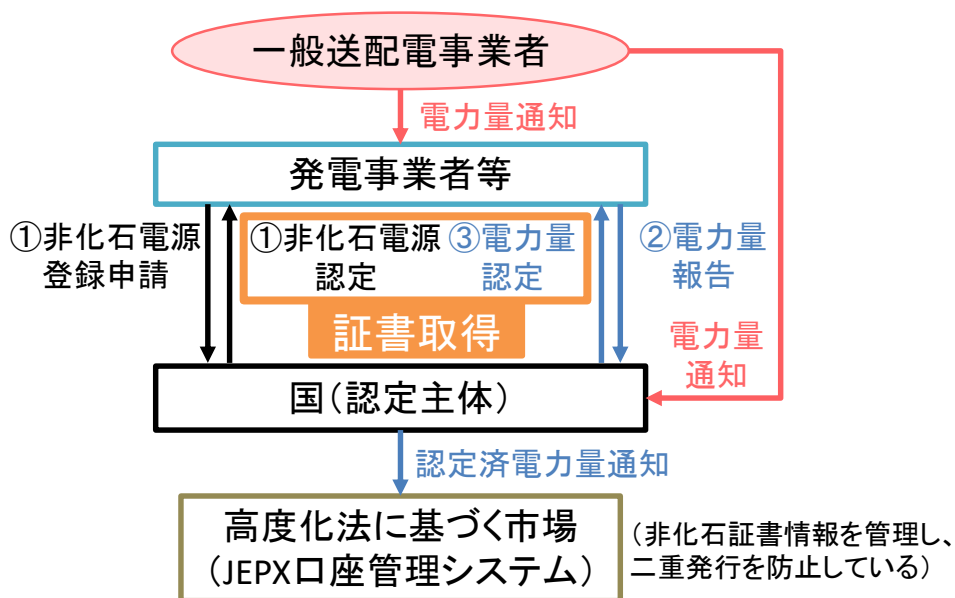 一般送配電事業者
電力量通知
発電事業者等
①非化石電源
登録申請
①非化石電源
認定
③電力量
認定
②電力量
報告
証書取得
電力量
通知
国（認定主体）
認定済電力量通知
高度化法に基づく市場
（JEPX口座管理システム）
（非化石証書情報を管理し、
二重発行を防止している）